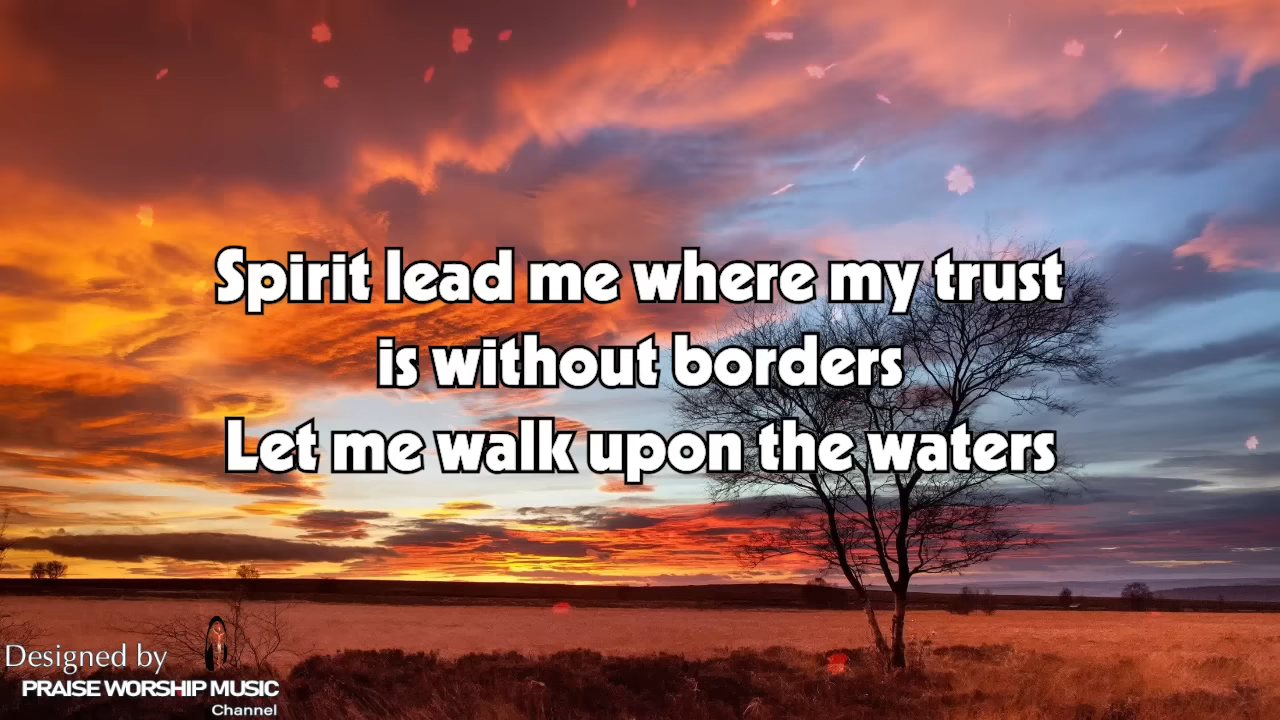 Spirit lead me where my trust
is without borders
Let me walk upon the waters
Designed by
PRAISE WORSHIP MUSIC
Channel